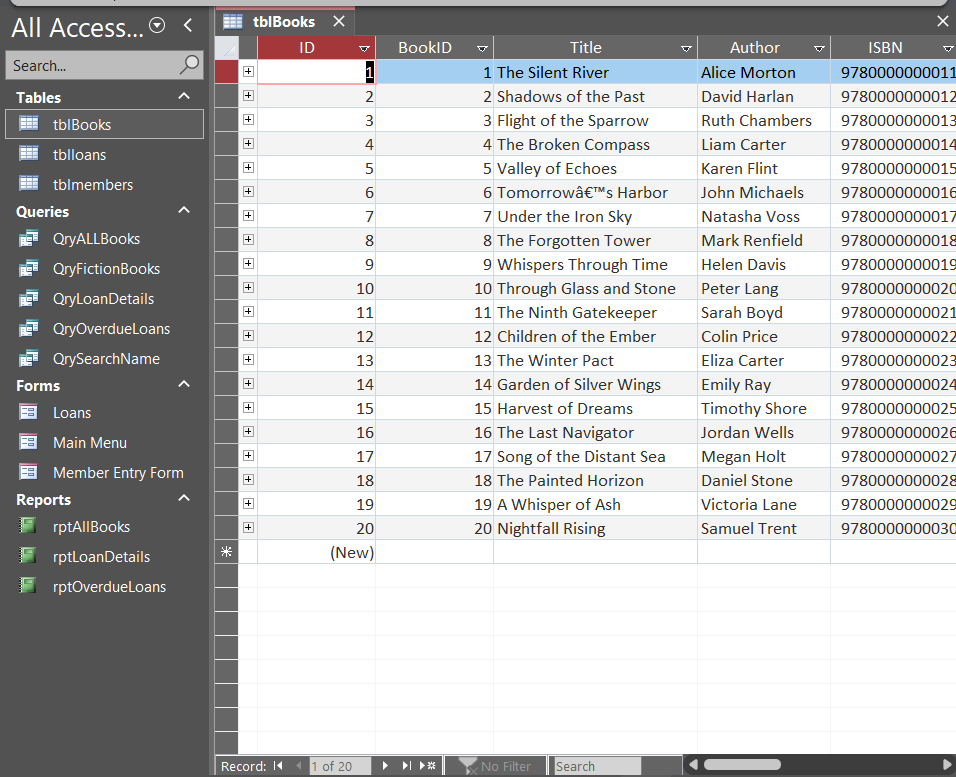 All Access...
Search...
Tables
tblBooks
tblloans
tblmembers
Queries
QryALLBooks
QryFictionBooks
QryLoanDetails
QryOverdueLoans
QrySearchName
Forms
Loans
Main Menu
Member Entry Form
Reports
rptAllBooks
rptLoanDetails
rptOverdueLoans
tblBooks
ID BookID Title Author ISBN
1 1 The Silent River Alice Morton 9780000000011
2 2 Shadows of the Past David Harlan 9780000000012
3 3 Flight of the Sparrow Ruth Chambers 9780000000013
4 4 The Broken Compass Liam Carter 9780000000014
5 5 Valley of Echoes Karen Flint 9780000000015
6 6 Tomorrowâ€™s Harbor John Michaels 9780000000016
7 7 Under the Iron Sky Natasha Voss 9780000000017
8 8 The Forgotten Tower Mark Renfield 9780000000018
9 9 Whispers Through Time Helen Davis 9780000000019
10 10 Through Glass and Stone Peter Lang 9780000000020
11 11 The Ninth Gatekeeper Sarah Boyd 9780000000021
12 12 Children of the Ember Colin Price 9780000000022
13 13 The Winter Pact Eliza Carter 9780000000023
14 14 Garden of Silver Wings Emily Ray 9780000000024
15 15 Harvest of Dreams Timothy Shore 9780000000025
16 16 The Last Navigator Jordan Wells 9780000000026
17 17 Song of the Distant Sea Megan Holt 9780000000027
18 18 The Painted Horizon Daniel Stone 9780000000028
19 19 A Whisper of Ash Victoria Lane 9780000000029
20 20 Nightfall Rising Samuel Trent 9780000000030
(New)
Record: 1 of 20 No Filter Search